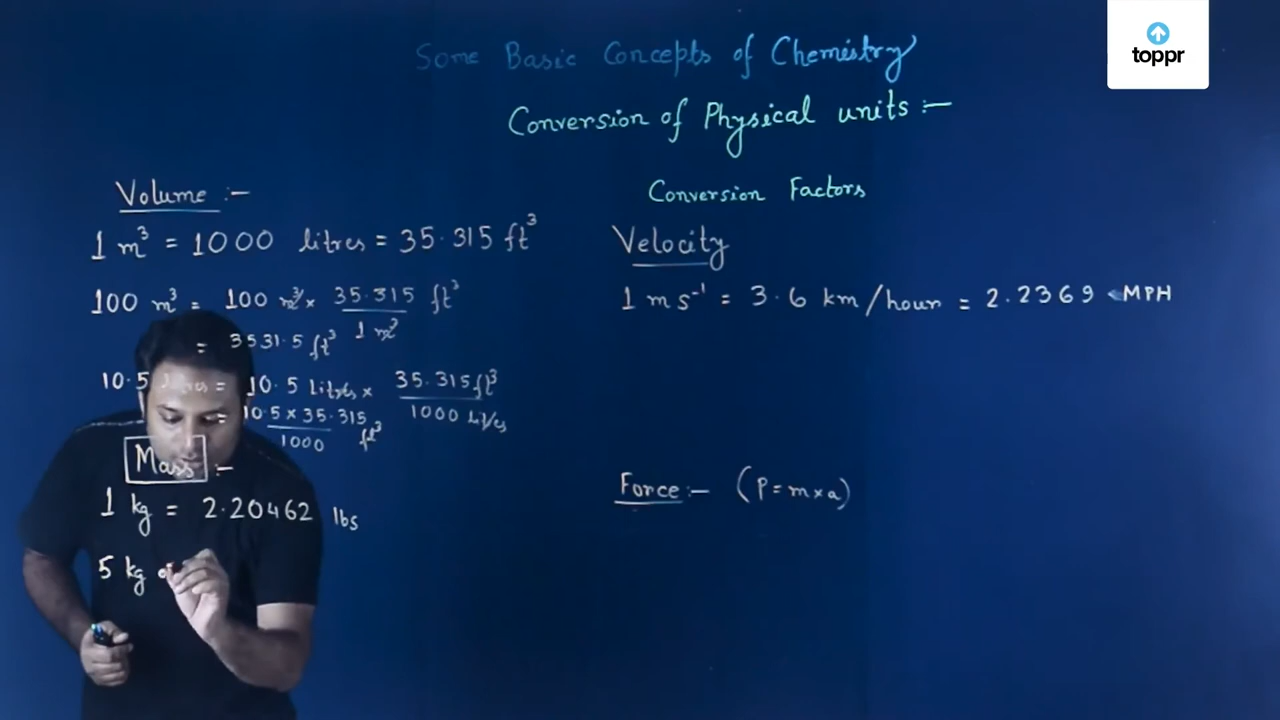 toppr
Some Basic Concepts of Chemistry
Conversion of Physical units :-
Conversion Factors
Volume :-
1 m³ = 1000 litres = 35.315 ft³
100 m³ = 100 m³ × 35.315 ft³
1 m³
= 3531.5 ft³
10.5 litres = 10.5 litres × 35.315 ft³
1000 litres
= 10.5 × 35.315
1000 ft³
Mass :-
1 kg = 2.20462 lbs
5 kg
Velocity
1 m s⁻¹ = 3.6 km/hour = 2.2369 MPH
Force :- (P = m × a)